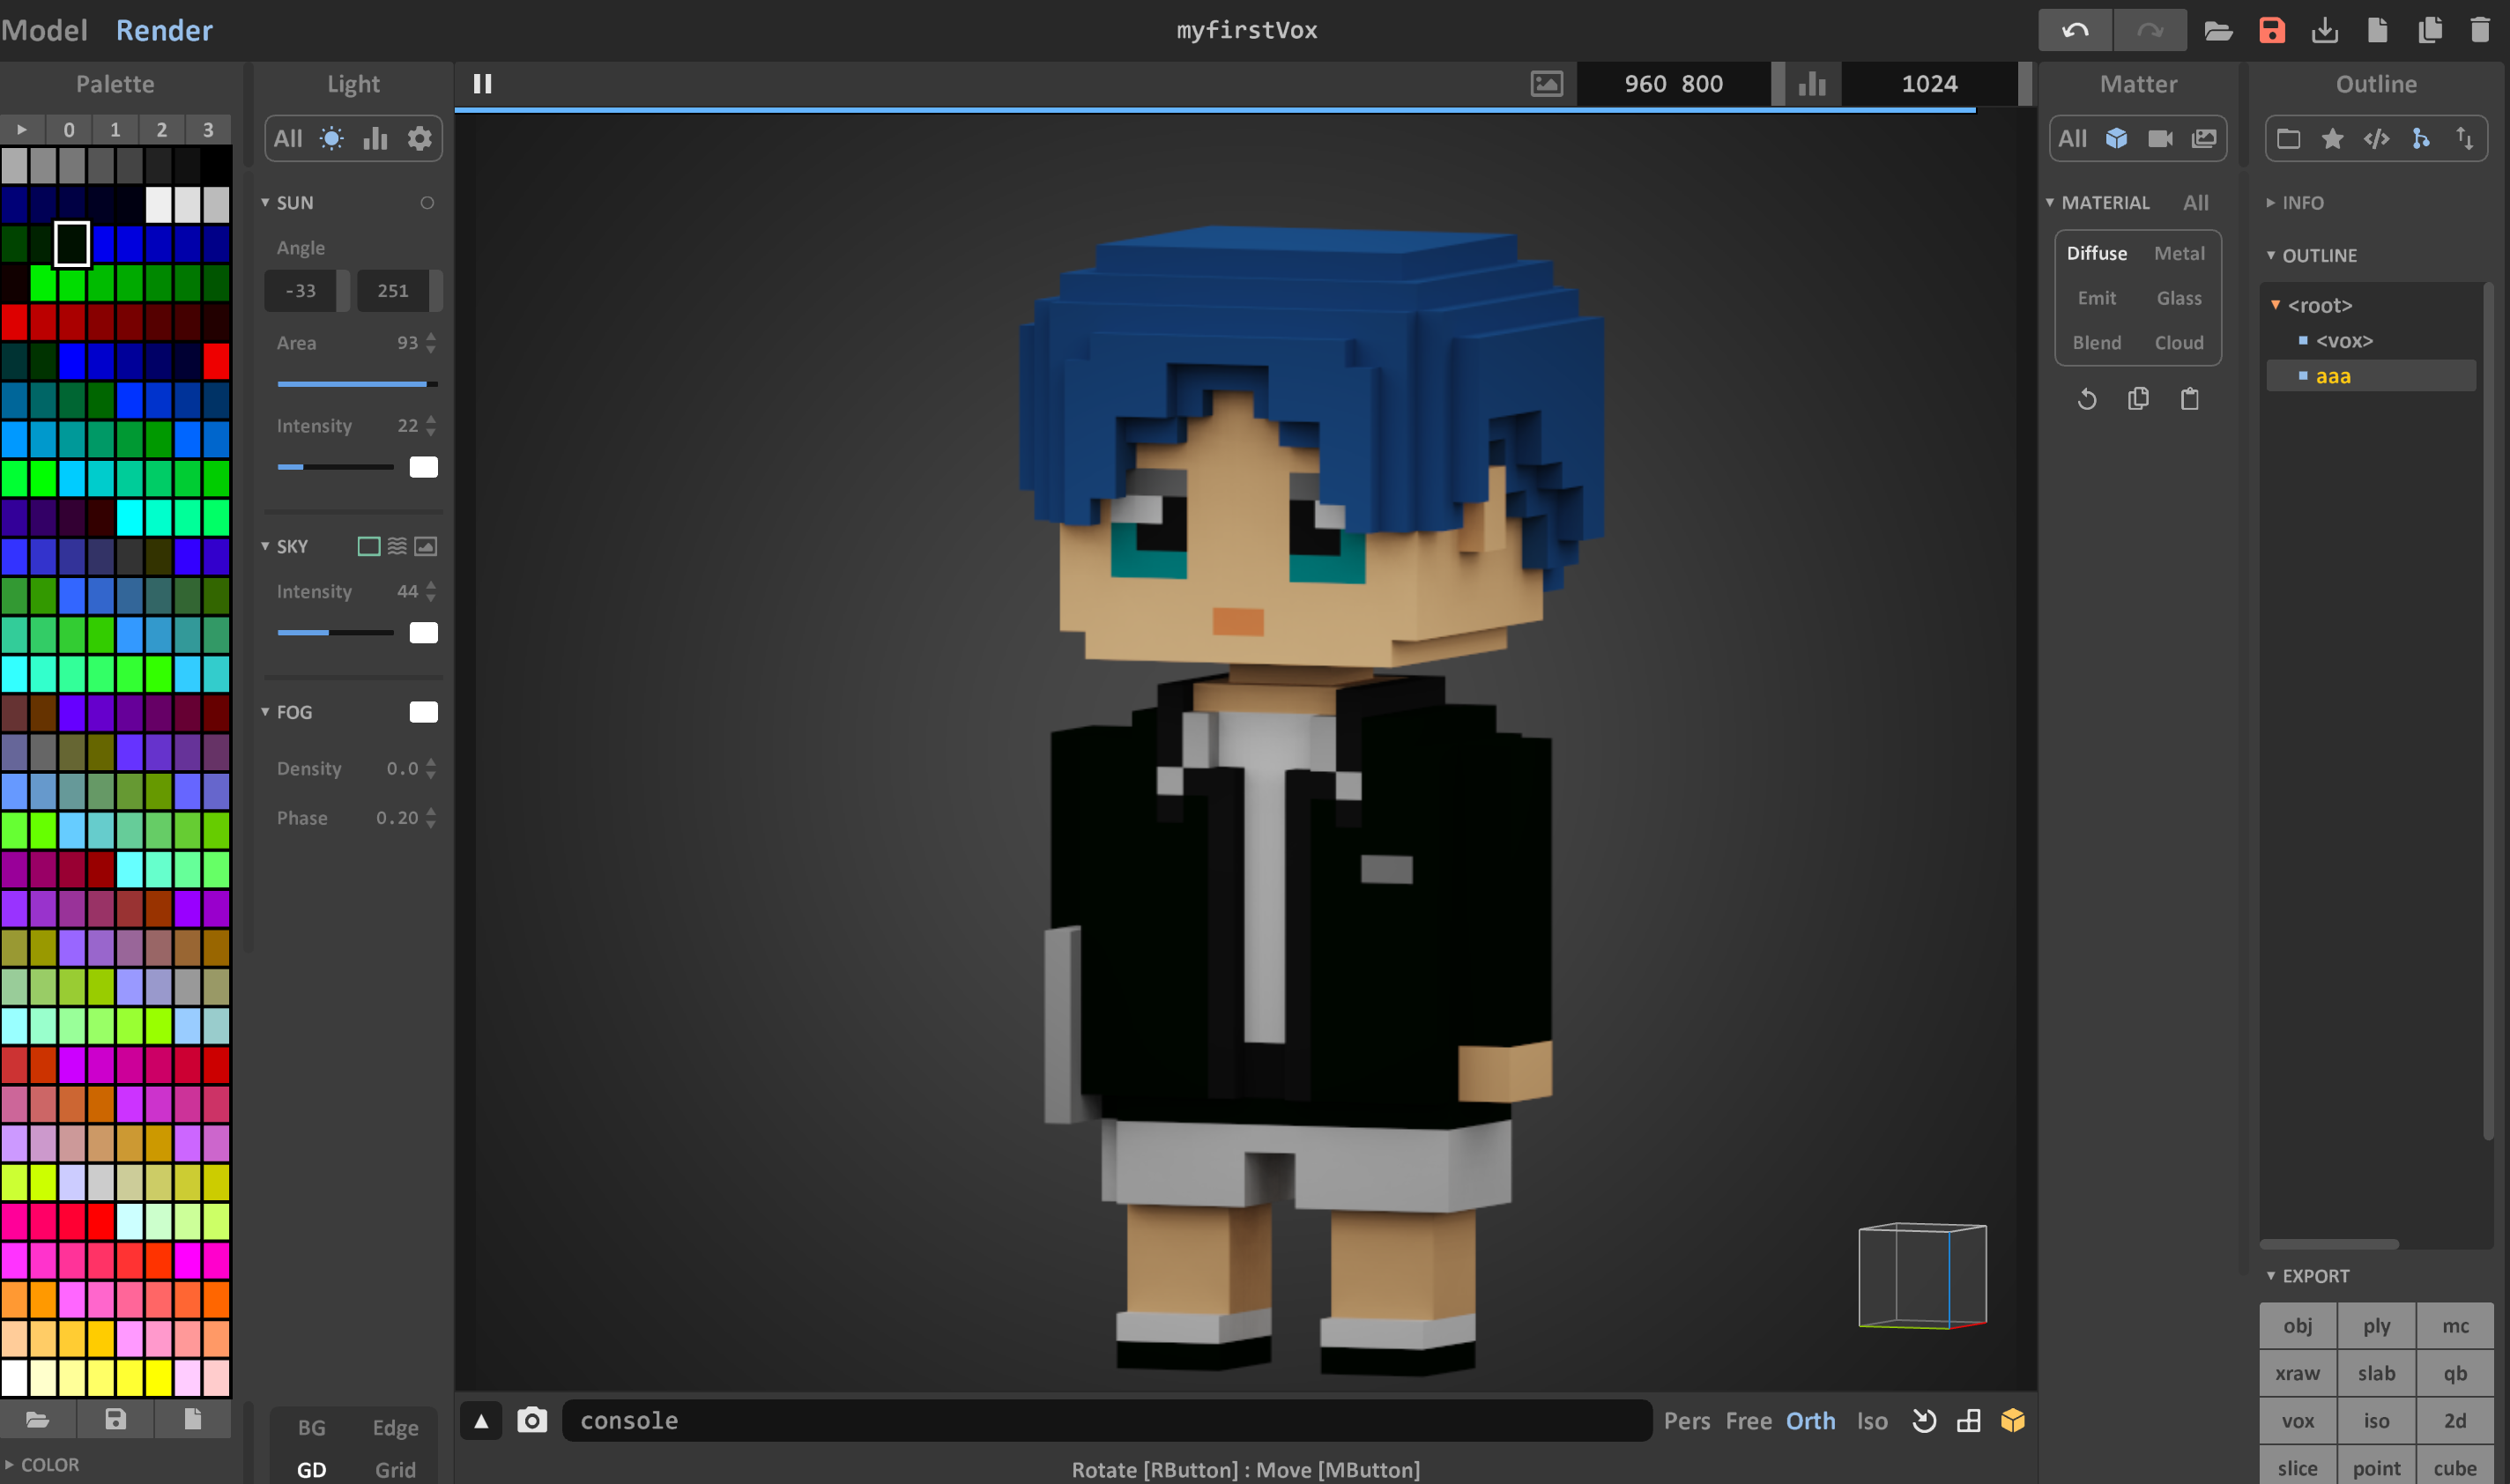 Model Render
myfirstVox
Palette
0 1 2 3
COLOR
Light
All
SUN
Angle
-33 251
Area 93
Intensity 22
SKY
Intensity 44
FOG
Density 0.0
Phase 0.20
BG Edge
GD Grid
960 800
1024
console
Pers Free Orth Iso
Rotate [RButton] : Move [MButton]
Matter
All
MATERIAL All
Diffuse Metal
Emit Glass
Blend Cloud
Outline
INFO
OUTLINE
<root>
<vox>
aaa
EXPORT
obj ply mc
xraw slab qb
vox iso 2d
slice point cube